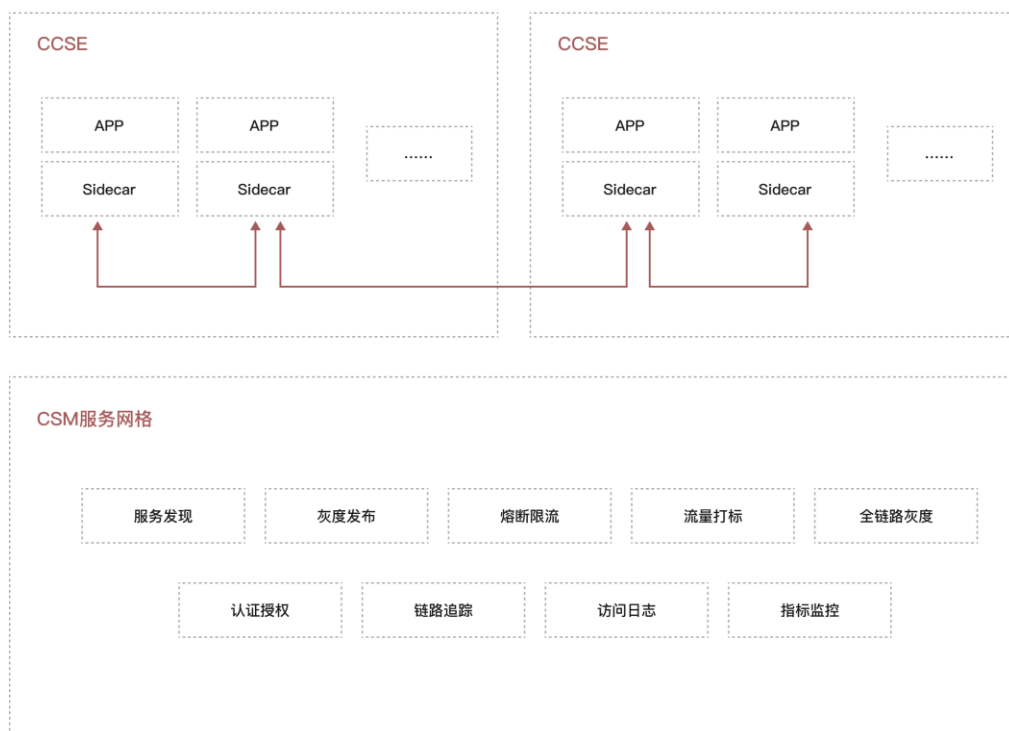 CCSE
CCSE
APP
APP
APP
APP
......
......
Sidecar
Sidecar
Sidecar
Sidecar
CSM服务网格
服务发现
灰度发布
熔断限流
流量打标
全链路灰度
认证授权
链路追踪
访问日志
指标监控